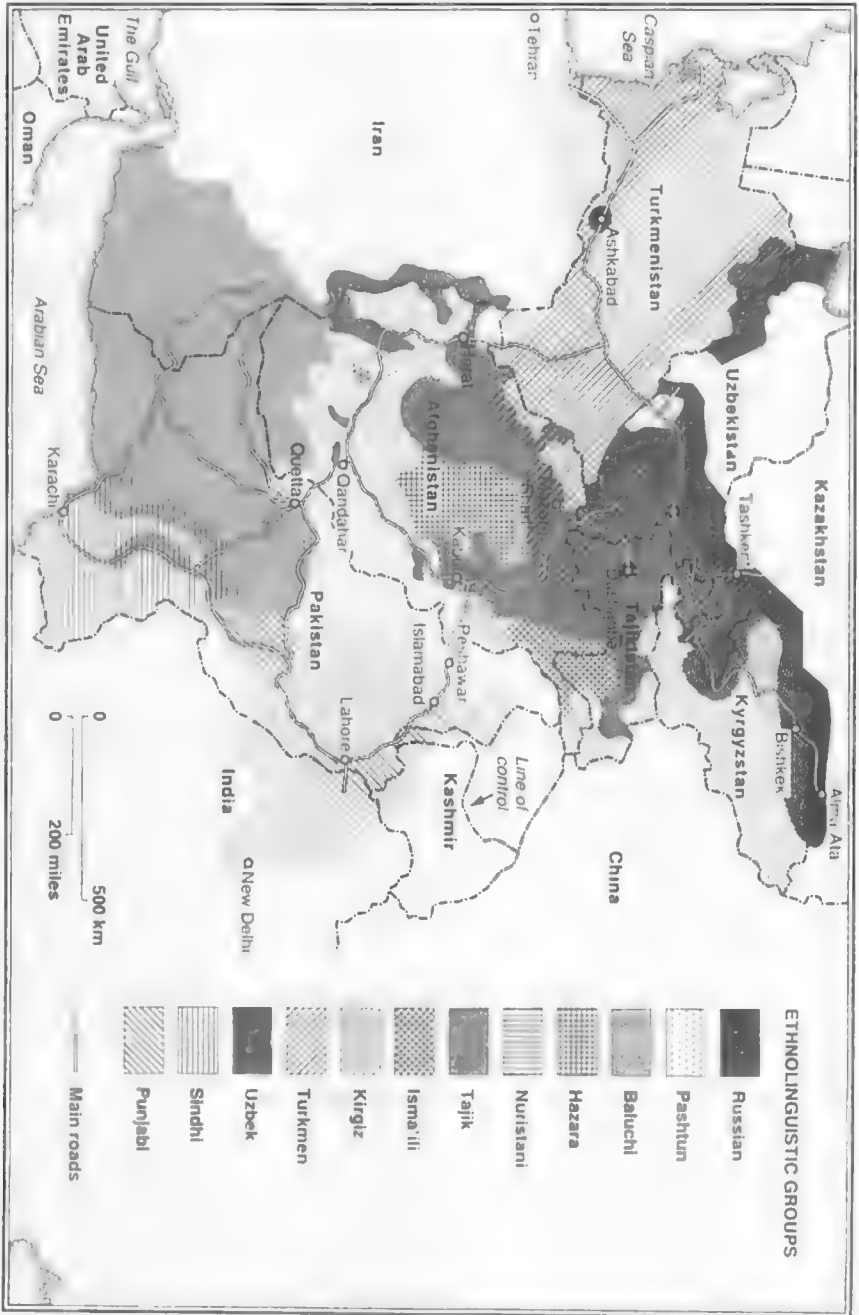 ETHNOLINGUISTIC GROUPS
Russian
Pashtun
Baluchi
Hazara
Nuristani
Tajik
Isma'ili
Kirgiz
Turkmen
Uzbek
Sindhi
Punjabi
Main roads
Kazakhstan
Uzbekistan
Tashkent
Alma Ata
Bishkek
Kyrgyzstan
Caspian
Sea
Turkmenistan
Ashkabad
Tajikistan
China
Tehran
Iran
Herat
Afghanistan
Kabul
Qandahar
Peshawar
Islamabad
Line of
control
Kashmir
Lahore
Quetta
Pakistan
India
New Delhi
The Gulf
United
Arab
Emirates
Oman
Arabian Sea
Karachi
0
500 km
0
200 miles